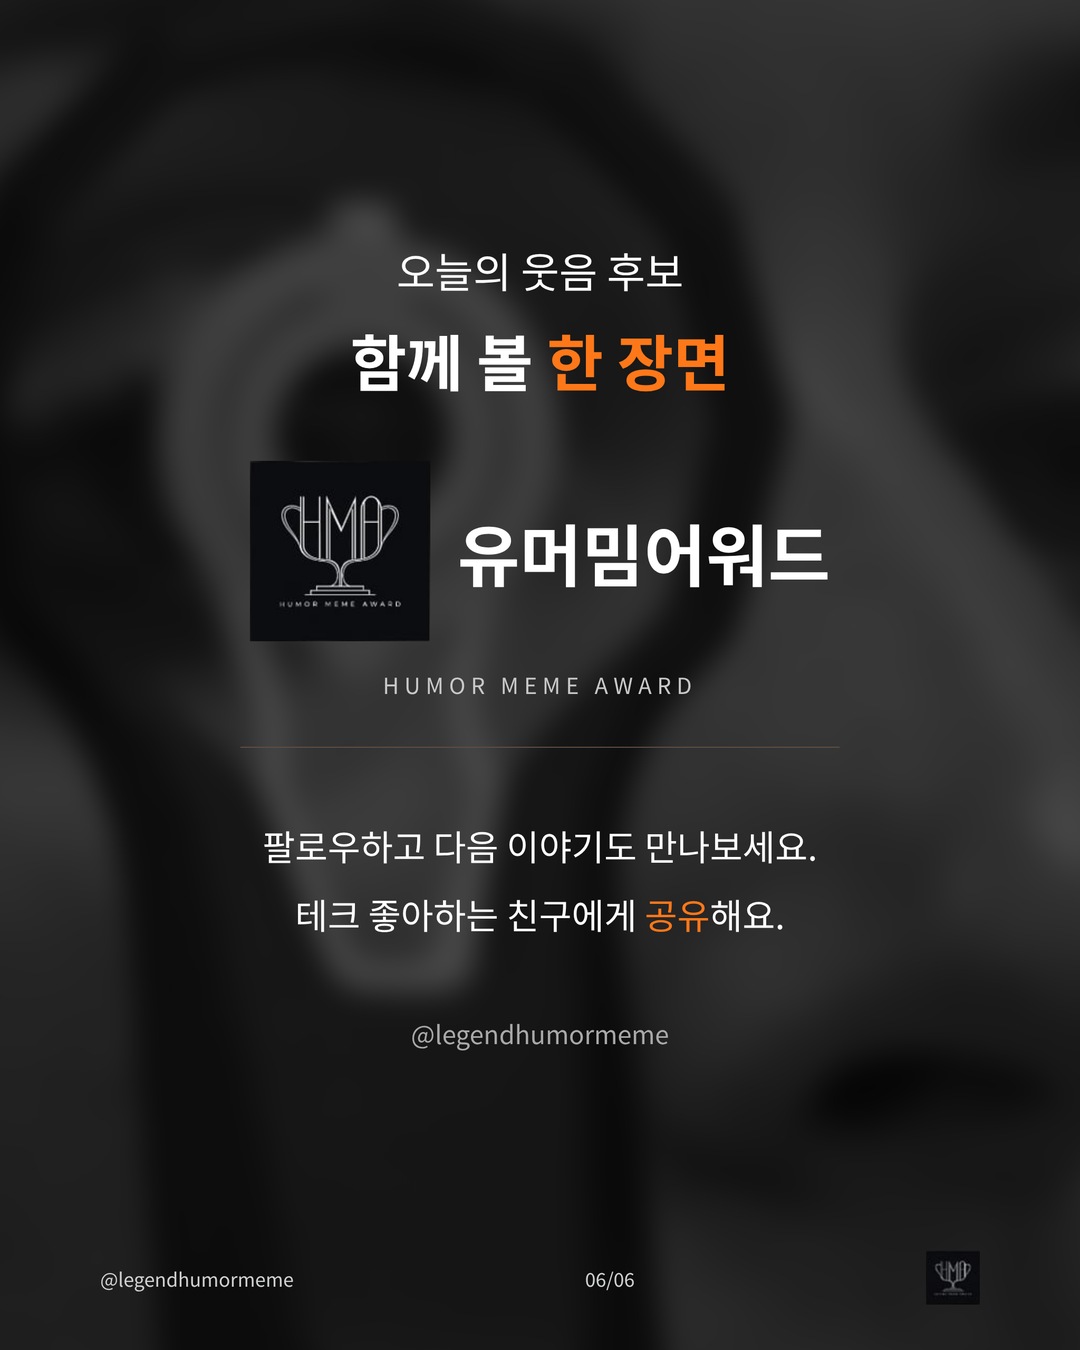 오늘의 웃음 후보
함께 볼 한 장면
HMA
HUMOR MEME AWARD
유머밈어워드
HUMOR MEME AWARD
팔로우하고 다음 이야기도 만나보세요.
테크 좋아하는 친구에게 공유해요.
@legendhumormeme
@legendhumormeme
06/06
HMA